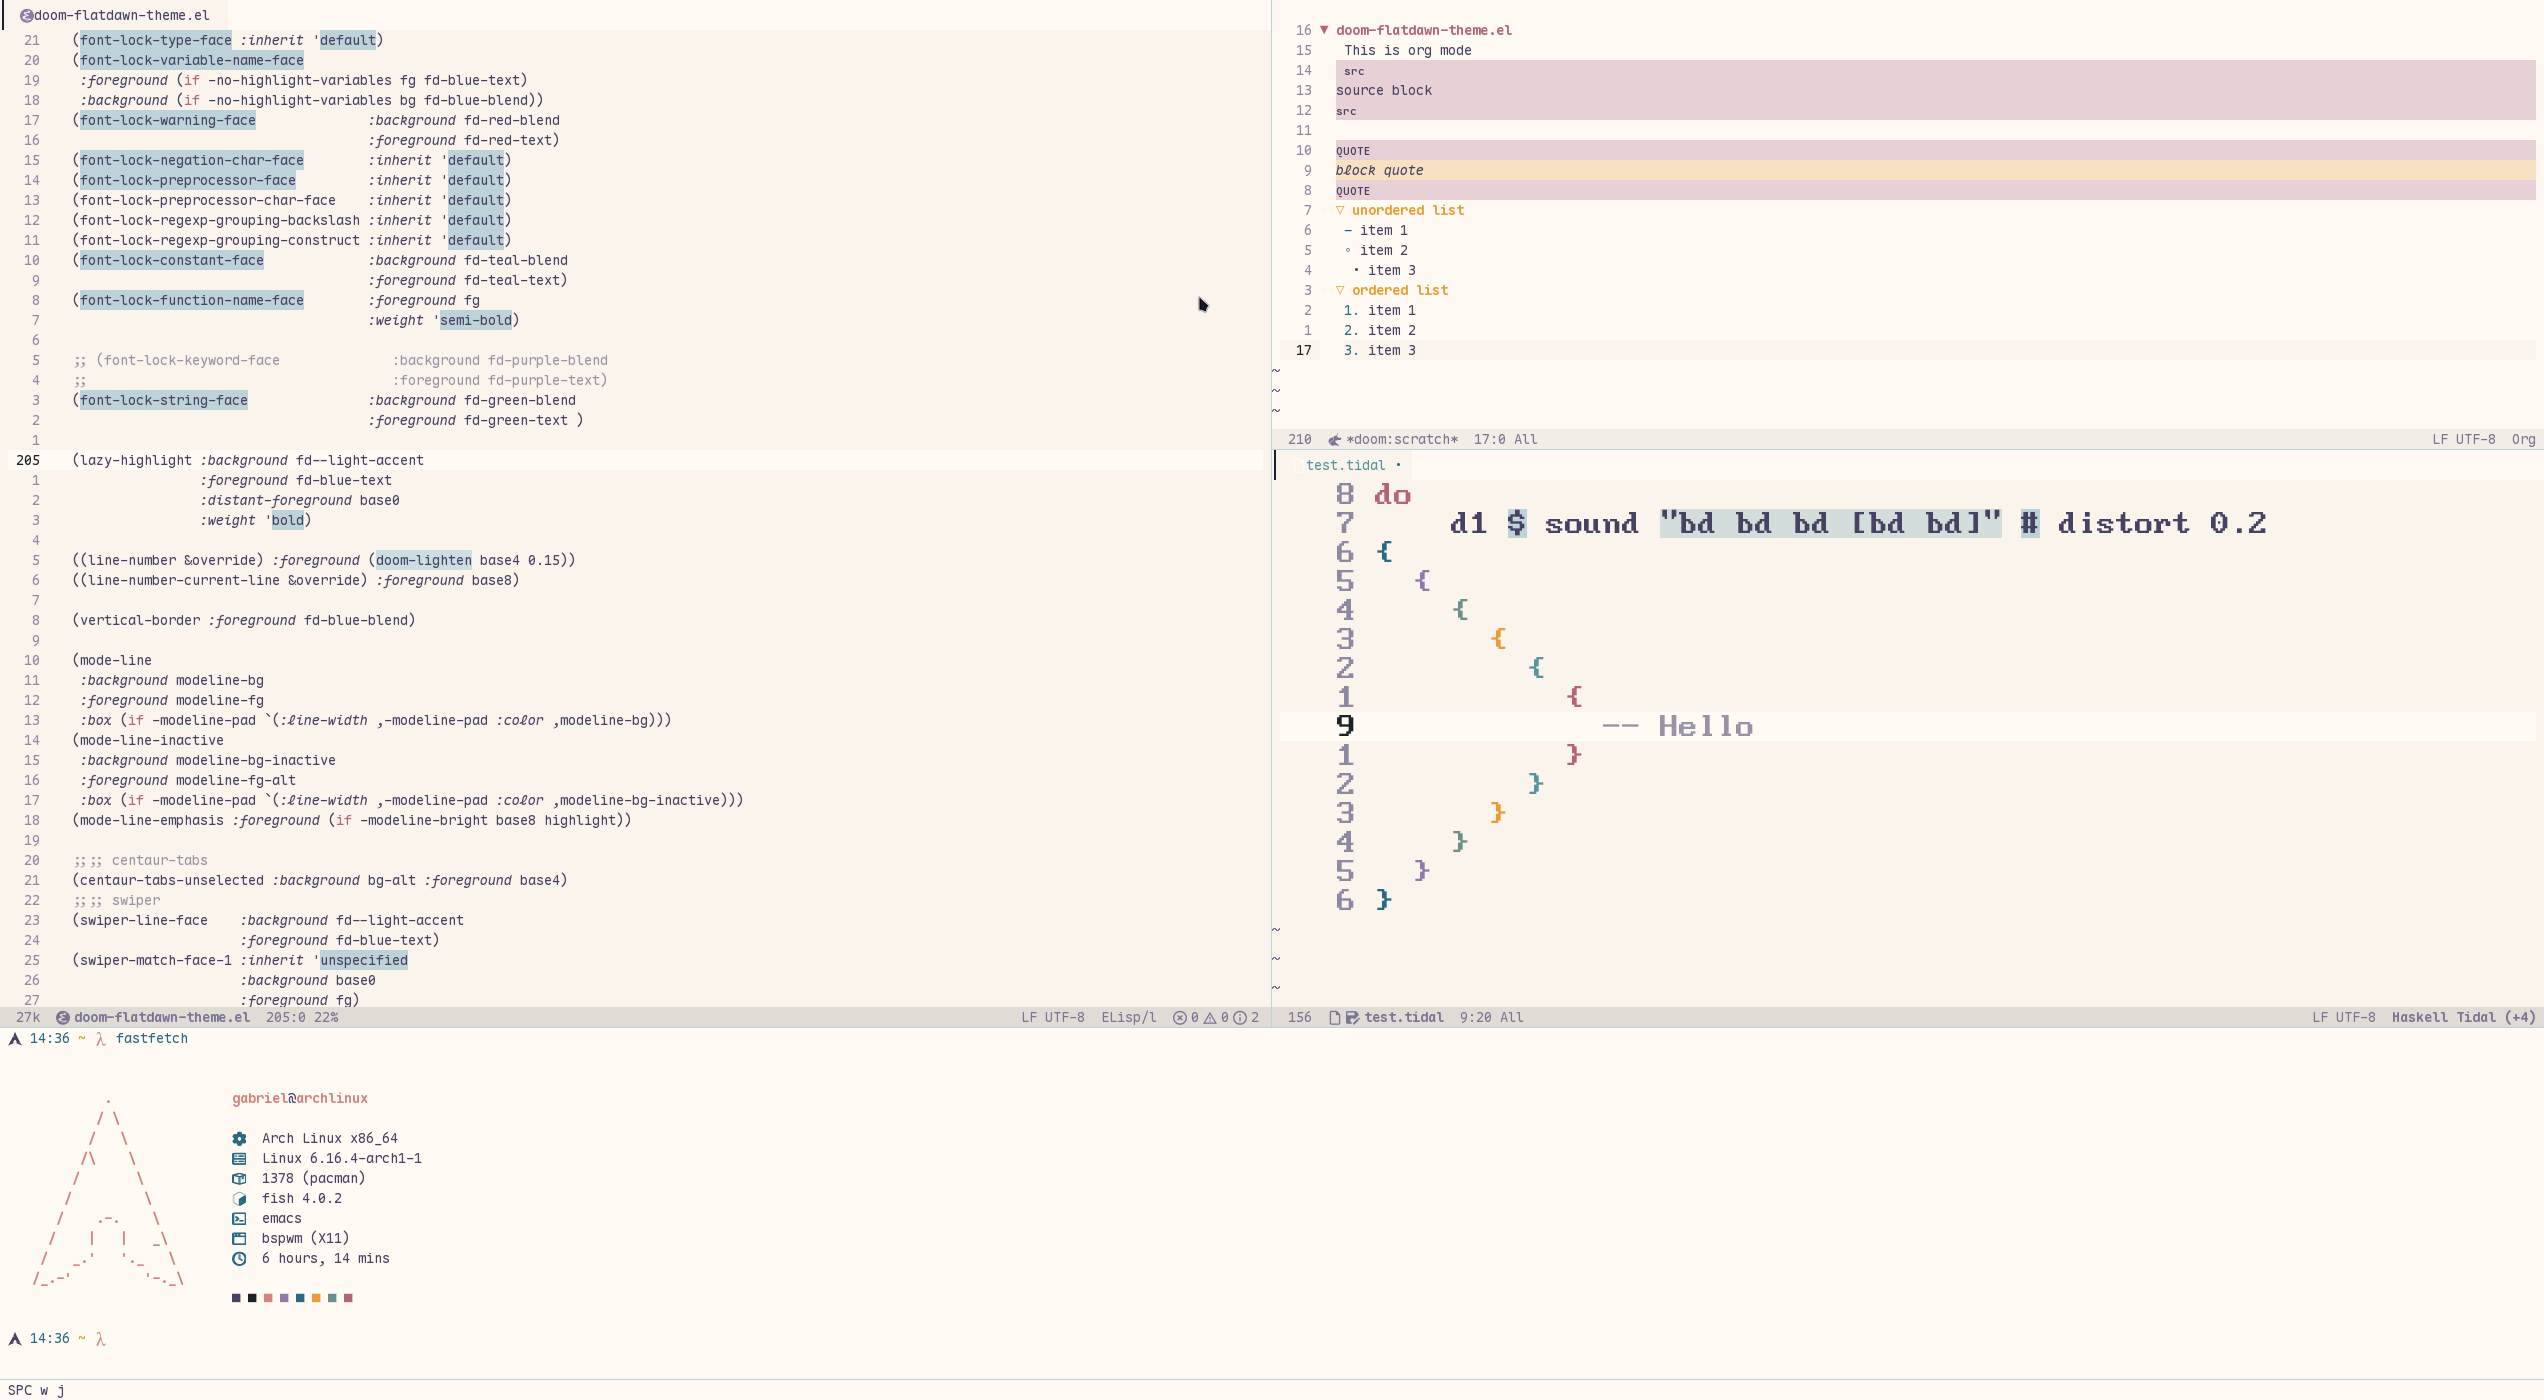 doom-flatdawn-theme.el
21 (font-lock-type-face :inherit 'default)
20 (font-lock-variable-name-face
19 :foreground (if -no-highlight-variables fg fd-blue-text)
18 :background (if -no-highlight-variables bg fd-blue-blend))
17 (font-lock-warning-face :background fd-red-blend
16 :foreground fd-red-text)
15 (font-lock-negation-char-face :inherit 'default)
14 (font-lock-preprocessor-face :inherit 'default)
13 (font-lock-preprocessor-char-face :inherit 'default)
12 (font-lock-regexp-grouping-backslash :inherit 'default)
11 (font-lock-regexp-grouping-construct :inherit 'default)
10 (font-lock-constant-face :background fd-teal-blend
9 :foreground fd-teal-text)
8 (font-lock-function-name-face :foreground fg
7 :weight 'semi-bold)
6
5 ;; (font-lock-keyword-face :background fd-purple-blend
4 ;; :foreground fd-purple-text)
3 (font-lock-string-face :background fd-green-blend
2 :foreground fd-green-text )
1
205 (lazy-highlight :background fd--light-accent
1 :foreground fd-blue-text
2 :distant-foreground base0
3 :weight 'bold)
4
5 ((line-number &override) :foreground (doom-lighten base4 0.15))
6 ((line-number-current-line &override) :foreground base8)
7
8 (vertical-border :foreground fd-blue-blend)
9
10 (mode-line
11 :background modeline-bg
12 :foreground modeline-fg
13 :box (if -modeline-pad `(:line-width ,-modeline-pad :color ,modeline-bg)))
14 (mode-line-inactive
15 :background modeline-bg-inactive
16 :foreground modeline-fg-alt
17 :box (if -modeline-pad `(:line-width ,-modeline-pad :color ,modeline-bg-inactive)))
18 (mode-line-emphasis :foreground (if -modeline-bright base8 highlight))
19
20 ;;;; centaur-tabs
21 (centaur-tabs-unselected :background bg-alt :foreground base4)
22 ;;;; swiper
23 (swiper-line-face :background fd--light-accent
24 :foreground fd-blue-text)
25 (swiper-match-face-1 :inherit 'unspecified
26 :background base0
27 :foreground fg)
27k doom-flatdawn-theme.el 205:0 22% LF UTF-8 ELisp/l 0 0 2
16 ▼ doom-flatdawn-theme.el
15 This is org mode
14 src
13 source block
12 src
11
10 QUOTE
9 block quote
8 QUOTE
7 ▽ unordered list
6 – item 1
5 ◦ item 2
4 • item 3
3 ▽ ordered list
2 1. item 1
1 2. item 2
17 3. item 3
~
~
~
210 *doom:scratch* 17:0 All LF UTF-8 Org
test.tidal •
8 do
7 d1 $ sound "bd bd bd [bd bd]" # distort 0.2
6 {
5 {
4 {
3 {
2 {
1 {
9 -- Hello
1 }
2 }
3 }
4 }
5 }
6 }
~
~
~
156 test.tidal 9:20 All LF UTF-8 Haskell Tidal (+4)
14:36 ~ λ fastfetch
gabriel@archlinux
Arch Linux x86_64
Linux 6.16.4-arch1-1
1378 (pacman)
fish 4.0.2
emacs
bspwm (X11)
6 hours, 14 mins
14:36 ~ λ
SPC w j